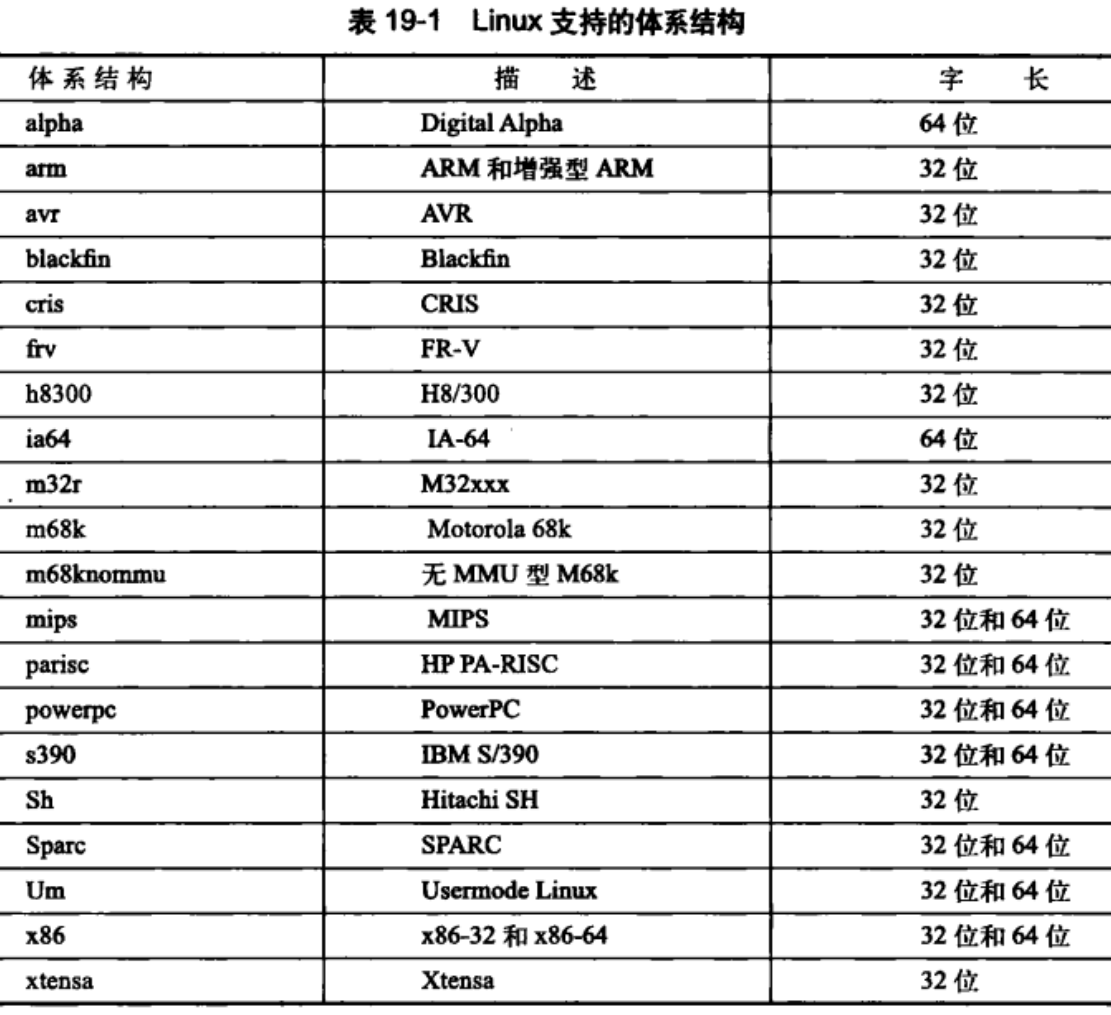 表 19-1 Linux 支持的体系结构
体系结构 描 述 字 长
alpha Digital Alpha 64 位
arm ARM 和增强型 ARM 32 位
avr AVR 32 位
blackfin Blackfin 32 位
cris CRIS 32 位
frv FR-V 32 位
h8300 H8/300 32 位
ia64 IA-64 64 位
m32r M32xxx 32 位
m68k Motorola 68k 32 位
m68knommu 无 MMU 型 M68k 32 位
mips MIPS 32 位和 64 位
parisc HP PA-RISC 32 位和 64 位
powerpc PowerPC 32 位和 64 位
s390 IBM S/390 32 位和 64 位
Sh Hitachi SH 32 位
Sparc SPARC 32 位和 64 位
Um Usermode Linux 32 位和 64 位
x86 x86-32 和 x86-64 32 位和 64 位
xtensa Xtensa 32 位